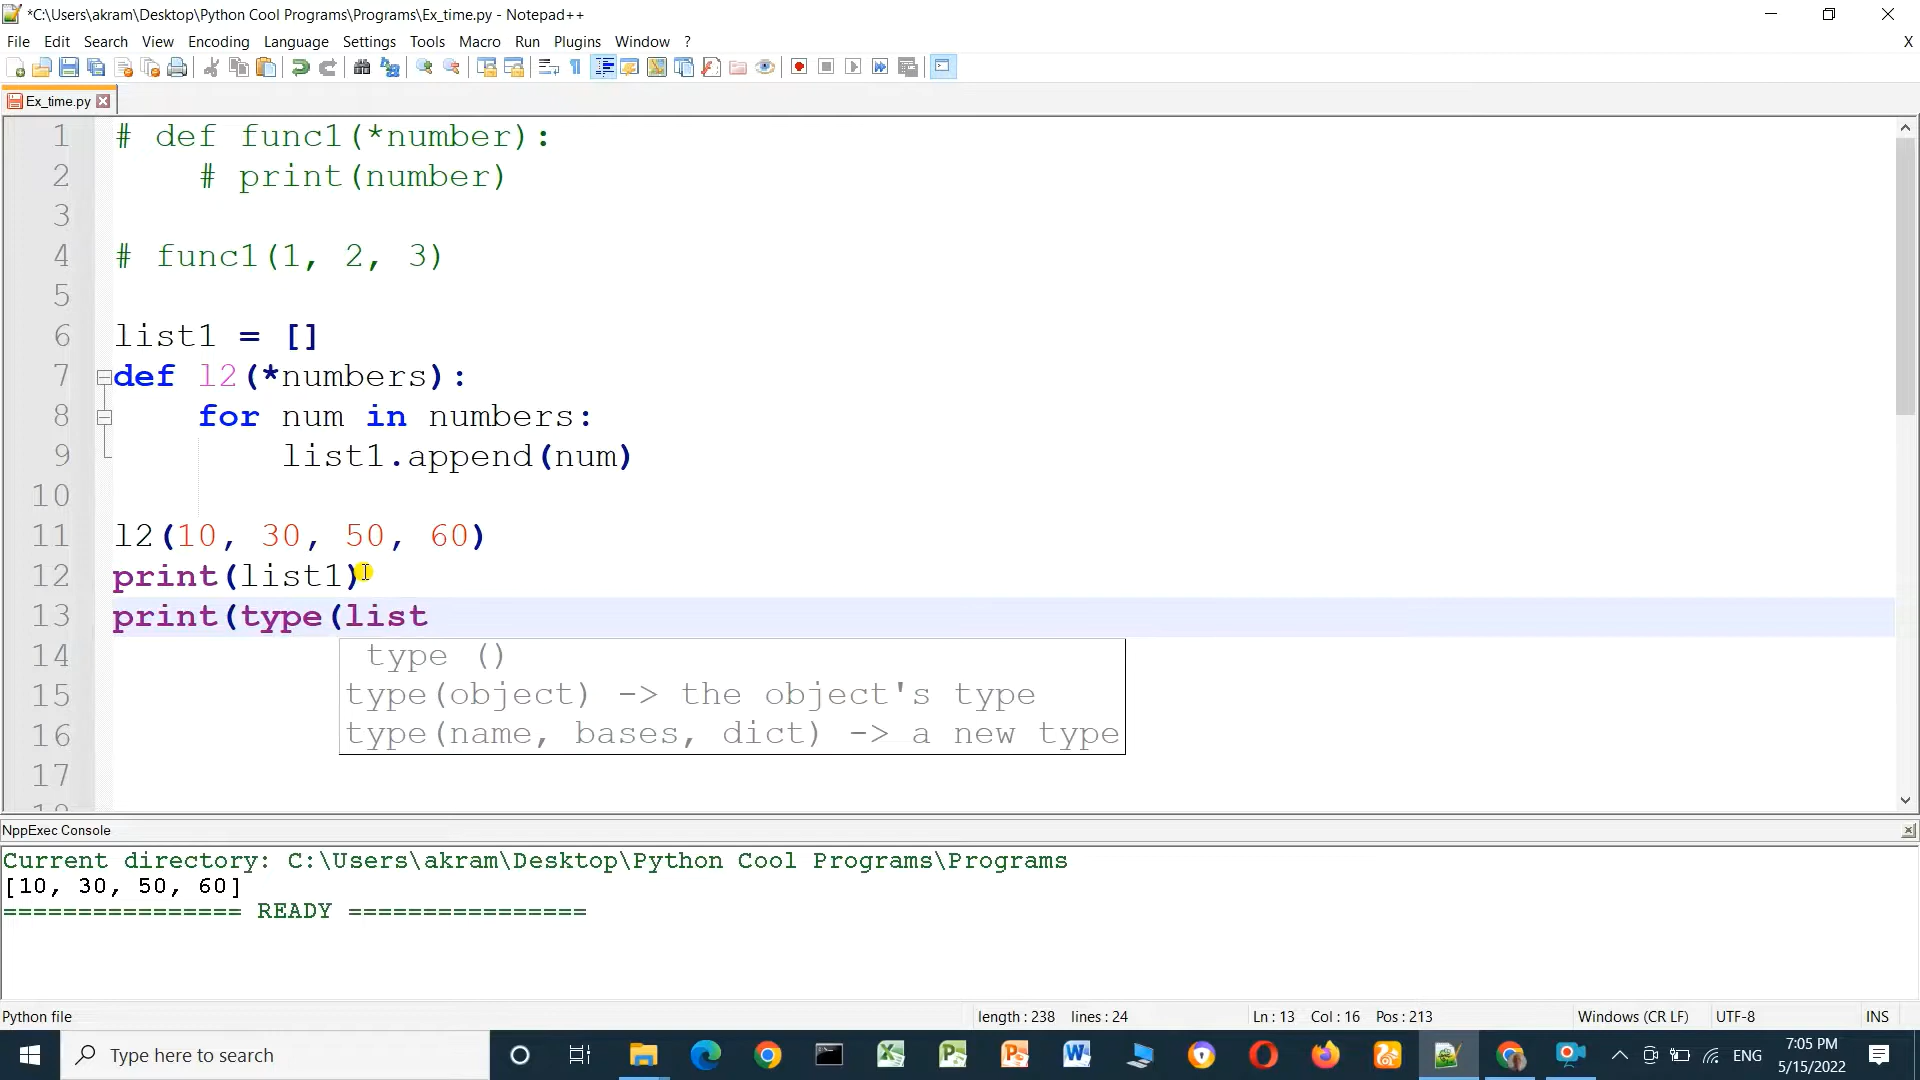 *C:\Users\akram\Desktop\Python Cool Programs\Programs\Ex_time.py - Notepad++
File Edit Search View Encoding Language Settings Tools Macro Run Plugins Window ? X
Ex_time.py
1 # def func1(*number):
2 # print(number)
3
4 # func1(1, 2, 3)
5
6 list1 = []
7 def l2(*numbers):
8 for num in numbers:
9 list1.append(num)
10
11 l2(10, 30, 50, 60)
12 print(list1)
13 print(type(list
14 type ()
15 type(object) -> the object's type
16 type(name, bases, dict) -> a new type
17
NppExec Console
Current directory: C:\Users\akram\Desktop\Python Cool Programs\Programs
[10, 30, 50, 60]
================ READY ================
Python file length : 238 lines : 24 Ln : 13 Col : 16 Pos : 213 Windows (CR LF) UTF-8 INS
Type here to search ENG 7:05 PM
5/15/2022